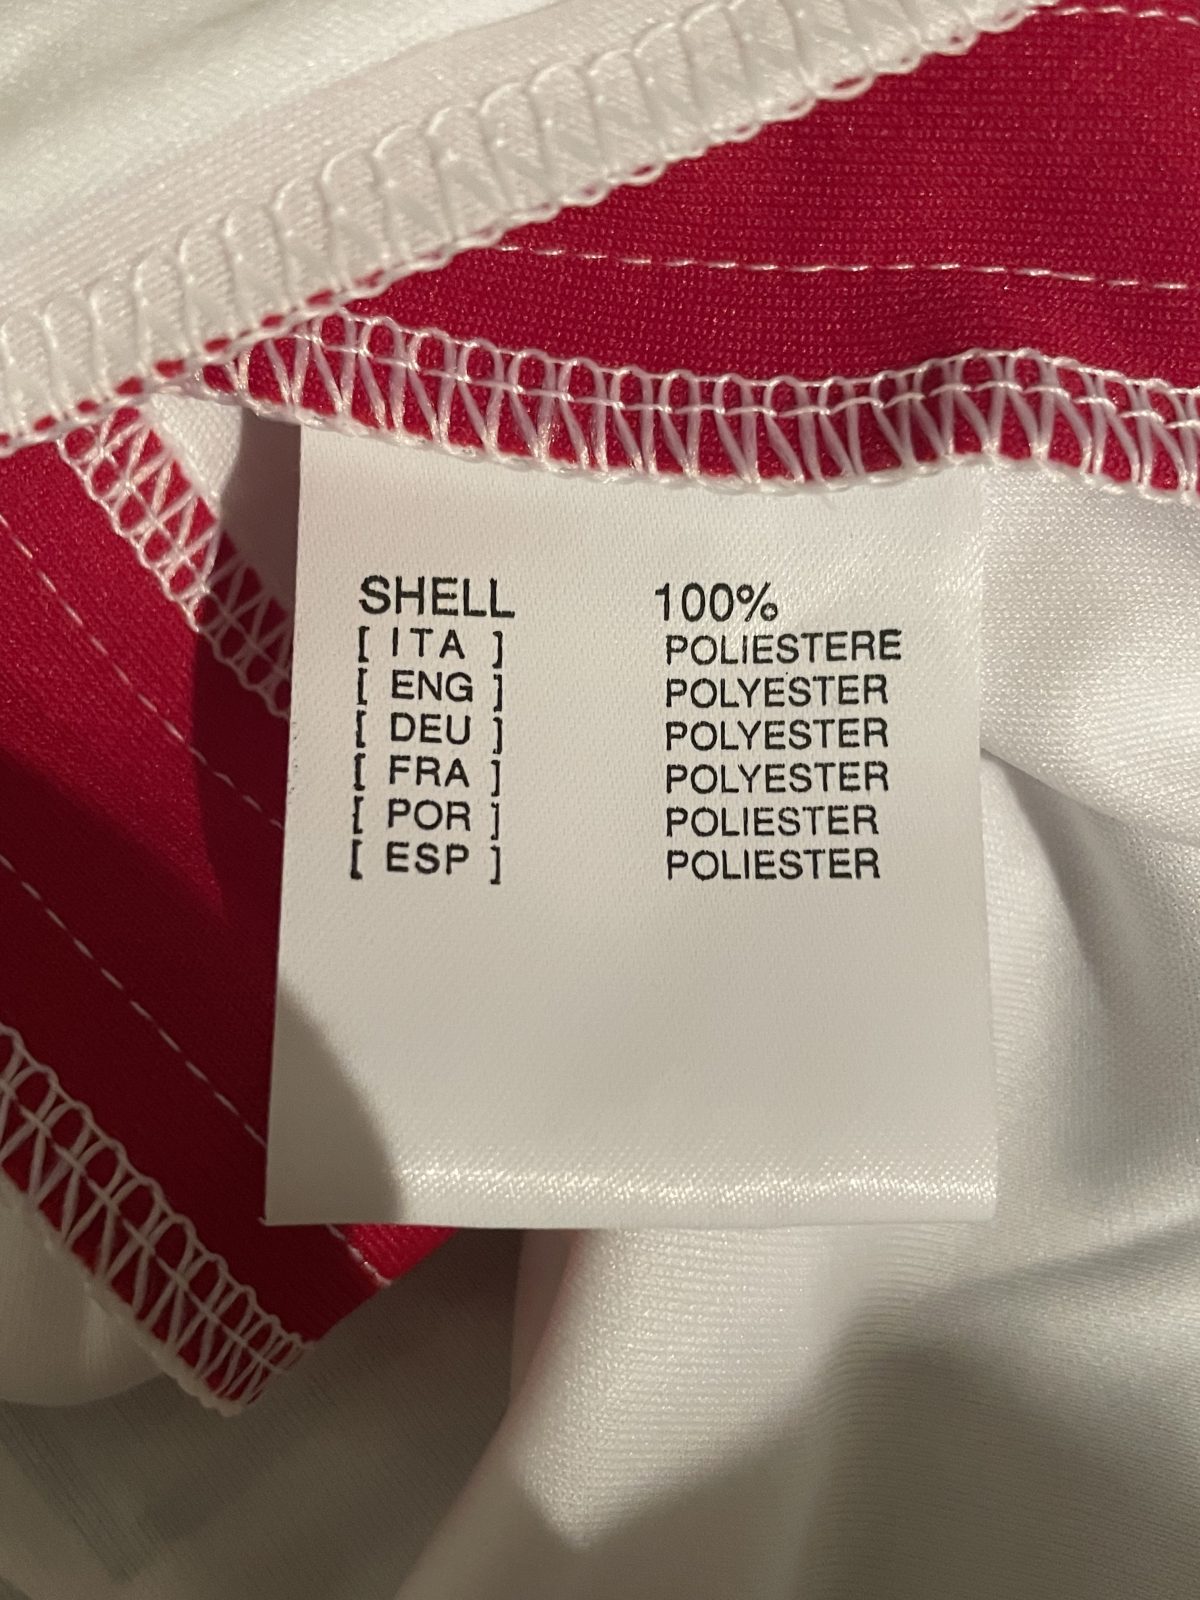 SHELL 100%
[ ITA ] POLIESTERE
[ ENG ] POLYESTER
[ DEU ] POLYESTER
[ FRA ] POLYESTER
[ POR ] POLIESTER
[ ESP ] POLIESTER